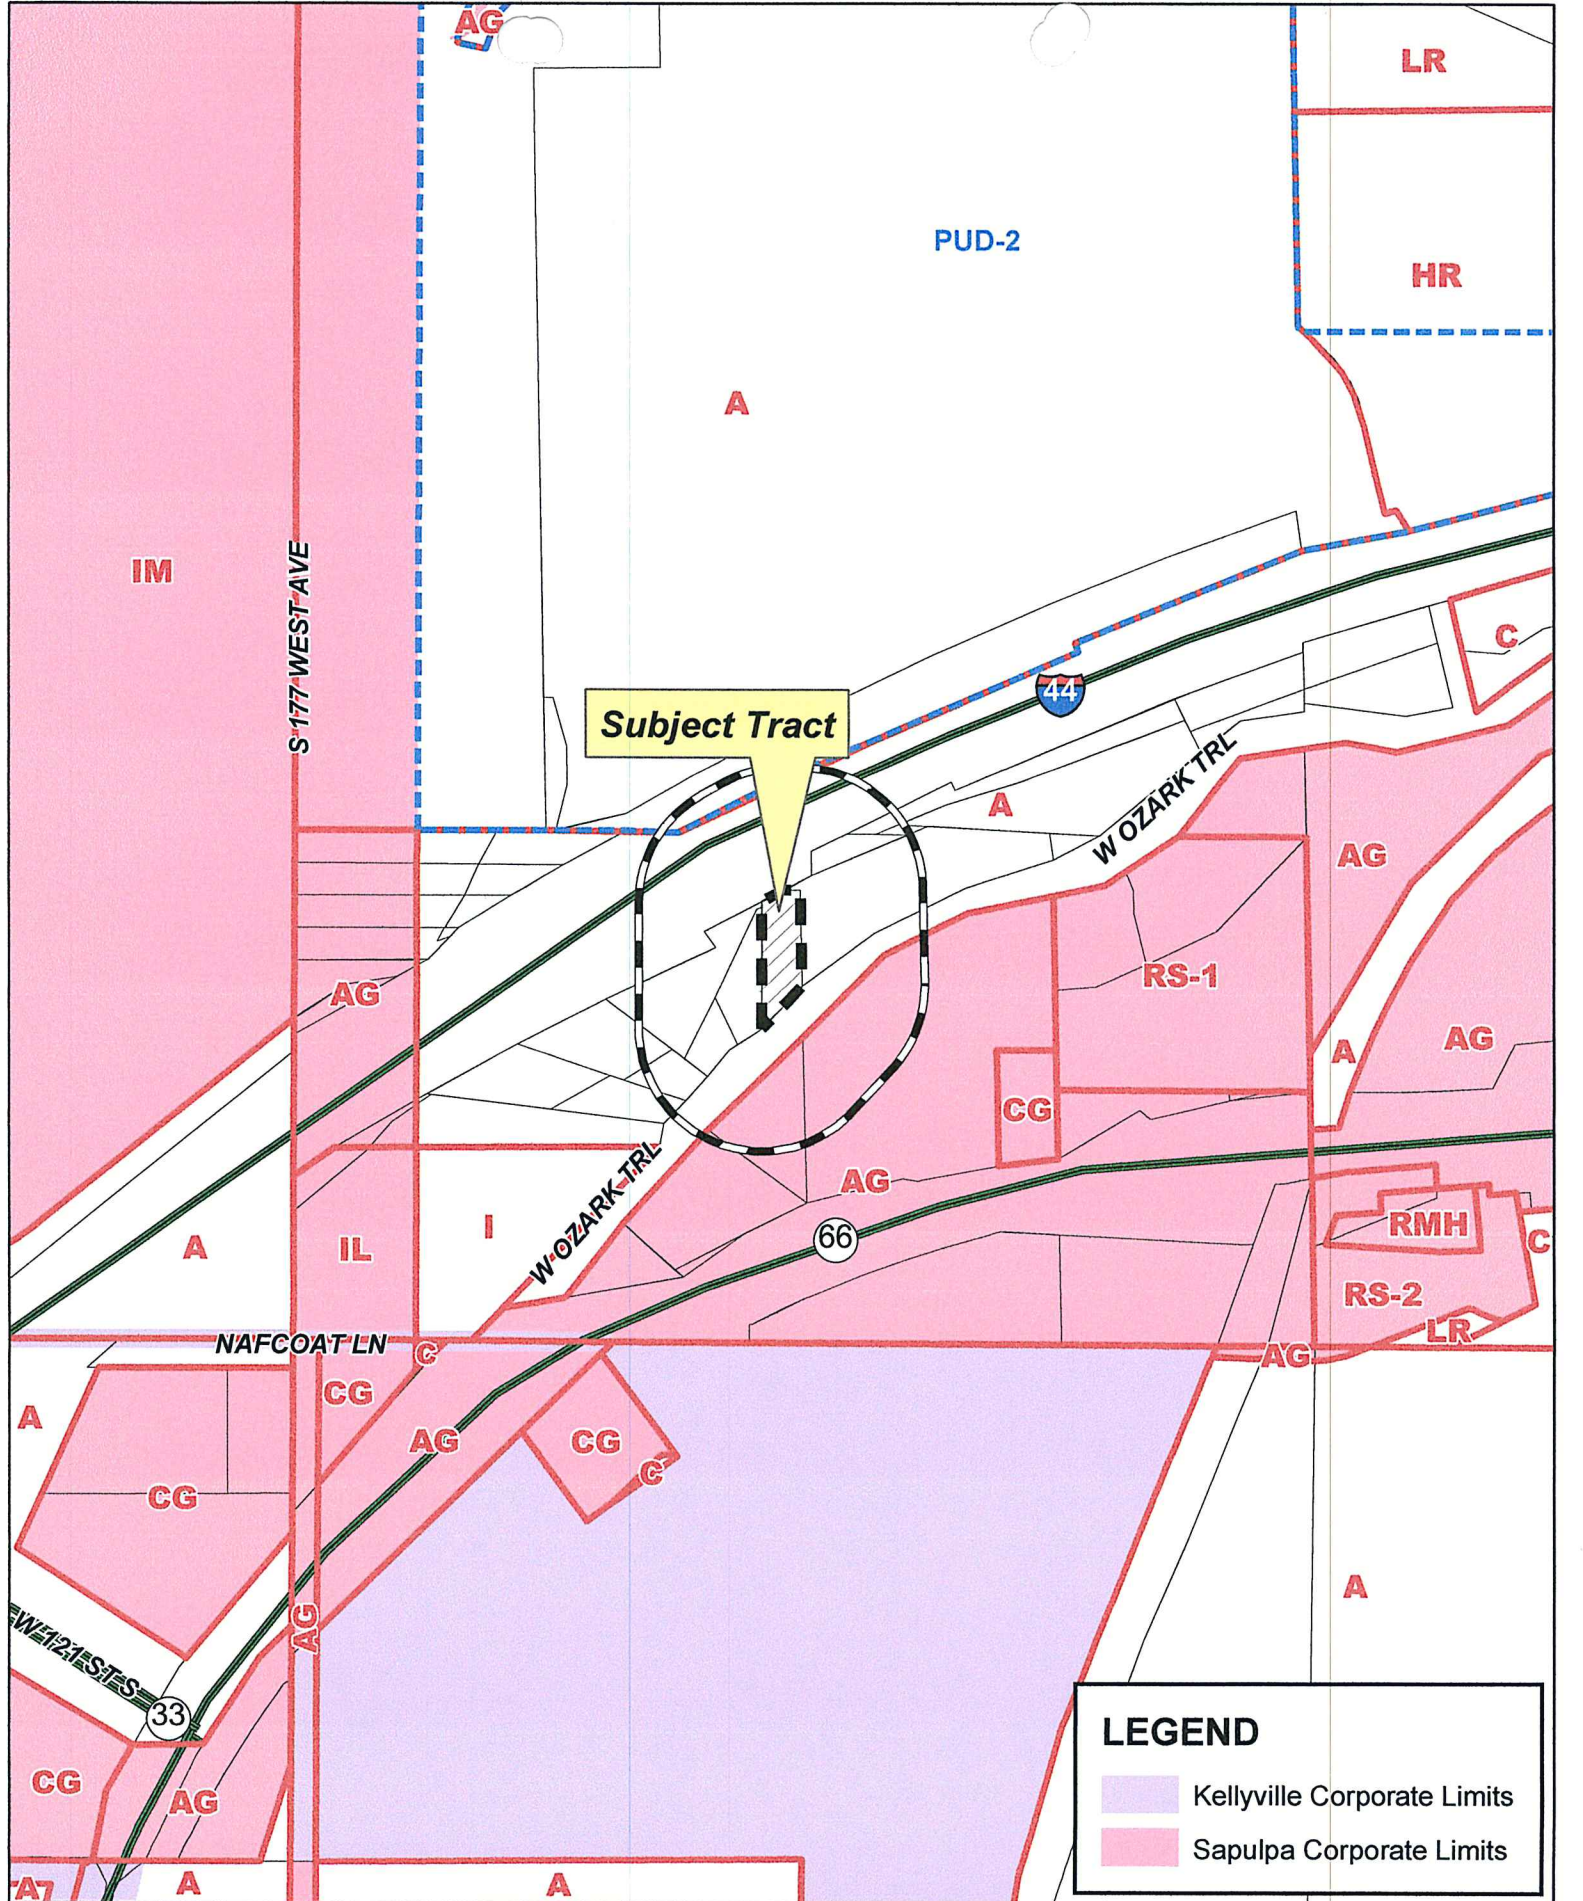 AG
LR
PUD-2
HR
A
IM
S 177 WEST AVE
C
44
Subject Tract
A
W OZARK TRL
AG
RS-1
AG
A
AG
CG
AG
W OZARK TRL
I
66
RMH
C
A
IL
RS-2
LR
NAFCOAT LN
C
AG
CG
A
AG
CG
C
CG
A
AG
W 121 ST S
33
LEGEND
CG
Kellyville Corporate Limits
AG
Sapulpa Corporate Limits
A
A
A